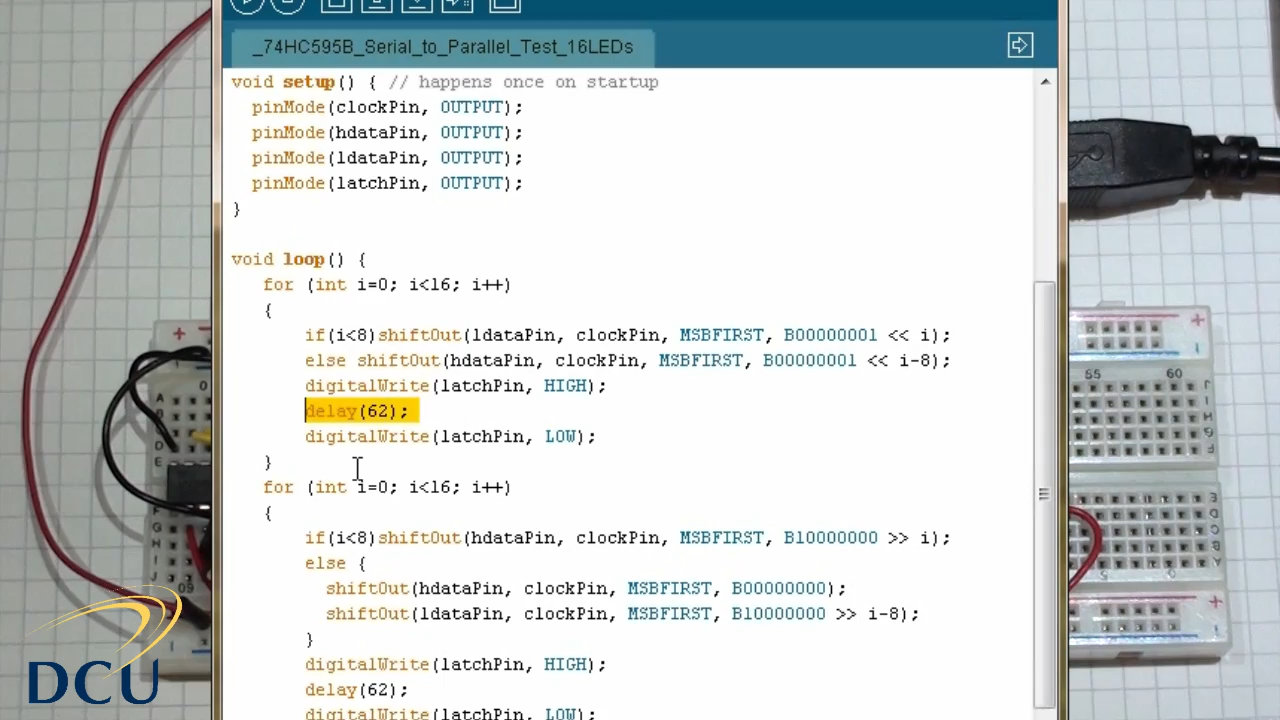 _74HC595B_Serial_to_Parallel_Test_16LEDs
void setup() { // happens once on startup
pinMode(clockPin, OUTPUT);
pinMode(hdataPin, OUTPUT);
pinMode(ldataPin, OUTPUT);
pinMode(latchPin, OUTPUT);
}
void loop() {
for (int i=0; i<16; i++)
{
if(i<8)shiftOut(ldataPin, clockPin, MSBFIRST, B00000001 << i);
else shiftOut(hdataPin, clockPin, MSBFIRST, B00000001 << i-8);
digitalWrite(latchPin, HIGH);
delay(62);
digitalWrite(latchPin, LOW);
}
for (int i=0; i<16; i++)
{
if(i<8)shiftOut(hdataPin, clockPin, MSBFIRST, B10000000 >> i);
else {
shiftOut(hdataPin, clockPin, MSBFIRST, B00000000);
shiftOut(ldataPin, clockPin, MSBFIRST, B10000000 >> i-8);
}
digitalWrite(latchPin, HIGH);
delay(62);
digitalWrite(latchPin, LOW);
DCU
55 60